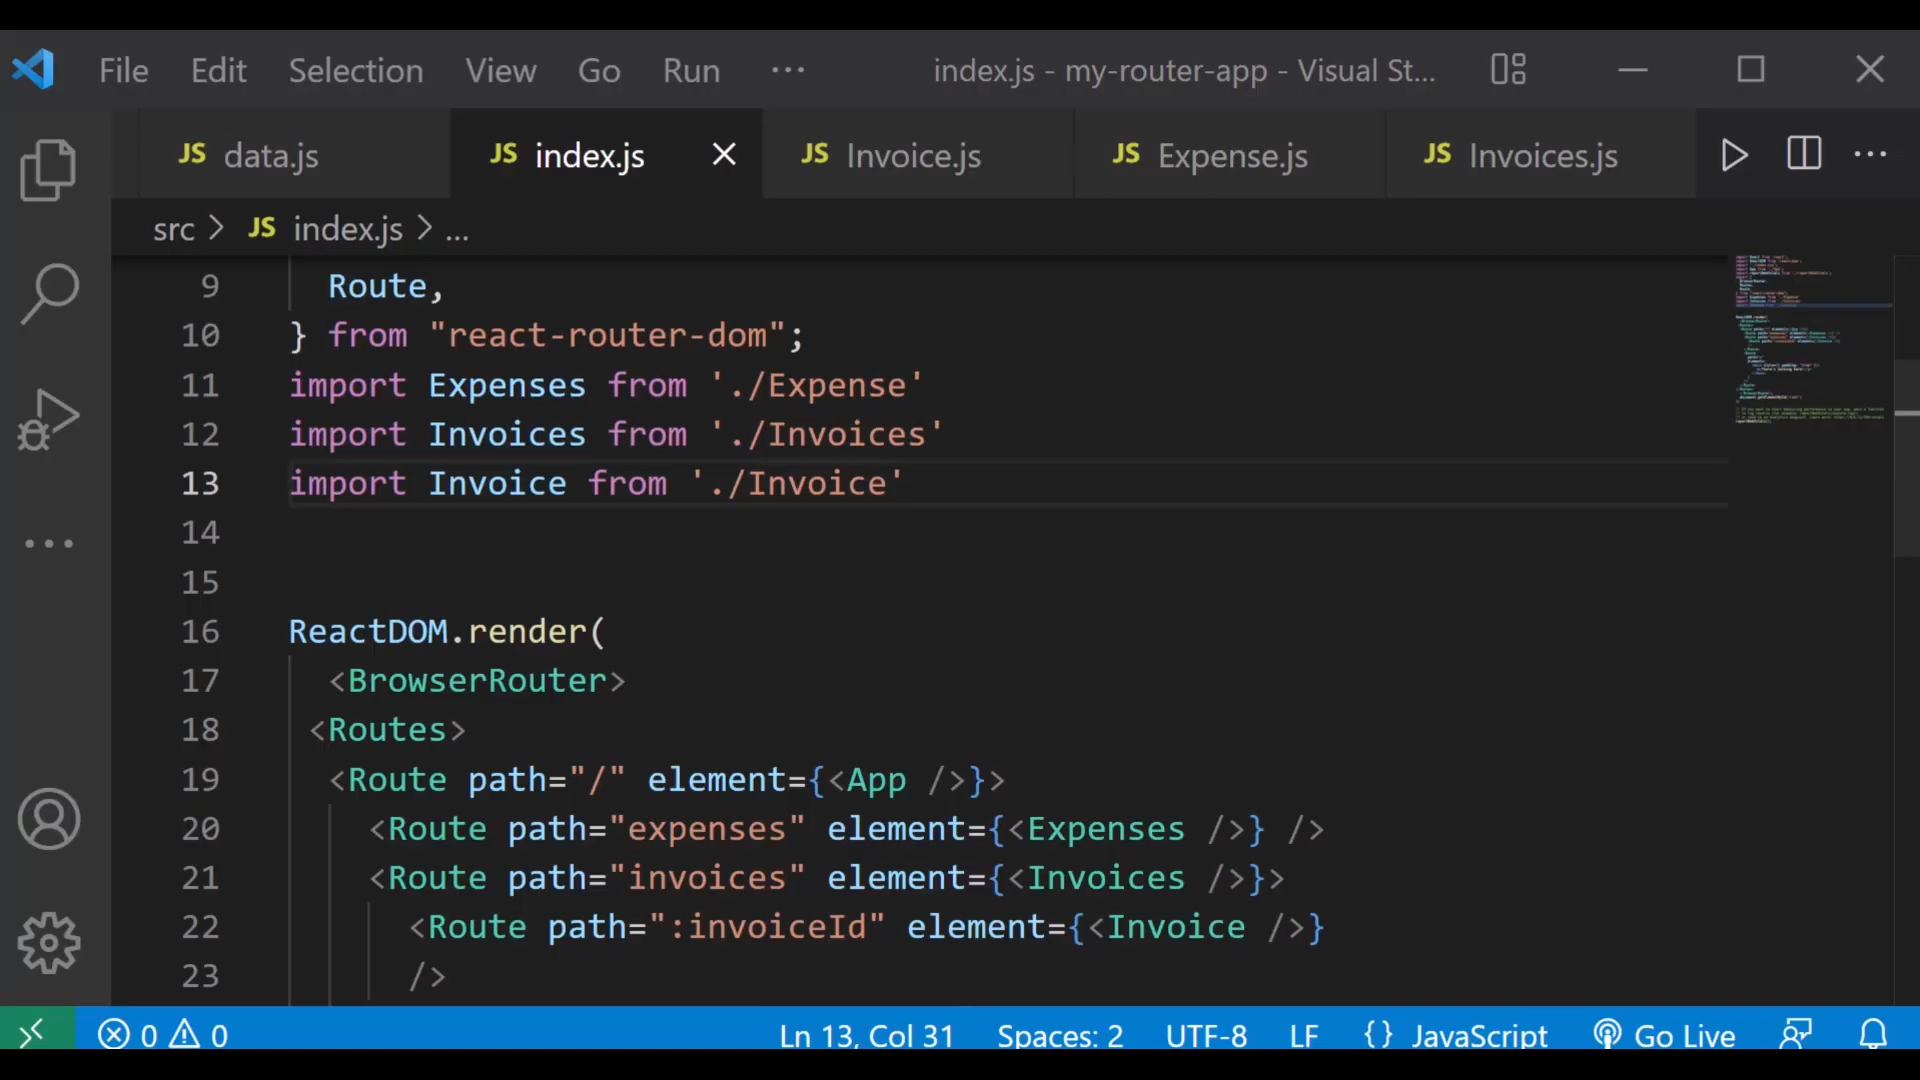 File Edit Selection View Go Run ··· index.js - my-router-app - Visual St...
JS data.js JS index.js JS Invoice.js JS Expense.js JS Invoices.js
src > JS index.js > ...
9 Route,
10 } from "react-router-dom";
11 import Expenses from './Expense'
12 import Invoices from './Invoices'
13 import Invoice from './Invoice'
14
15
16 ReactDOM.render(
17 <BrowserRouter>
18 <Routes>
19 <Route path="/" element={<App />}>
20 <Route path="expenses" element={<Expenses />} />
21 <Route path="invoices" element={<Invoices />}>
22 <Route path=":invoiceId" element={<Invoice />}
23 />
0 0 Ln 13, Col 31 Spaces: 2 UTF-8 LF {} JavaScript Go Live